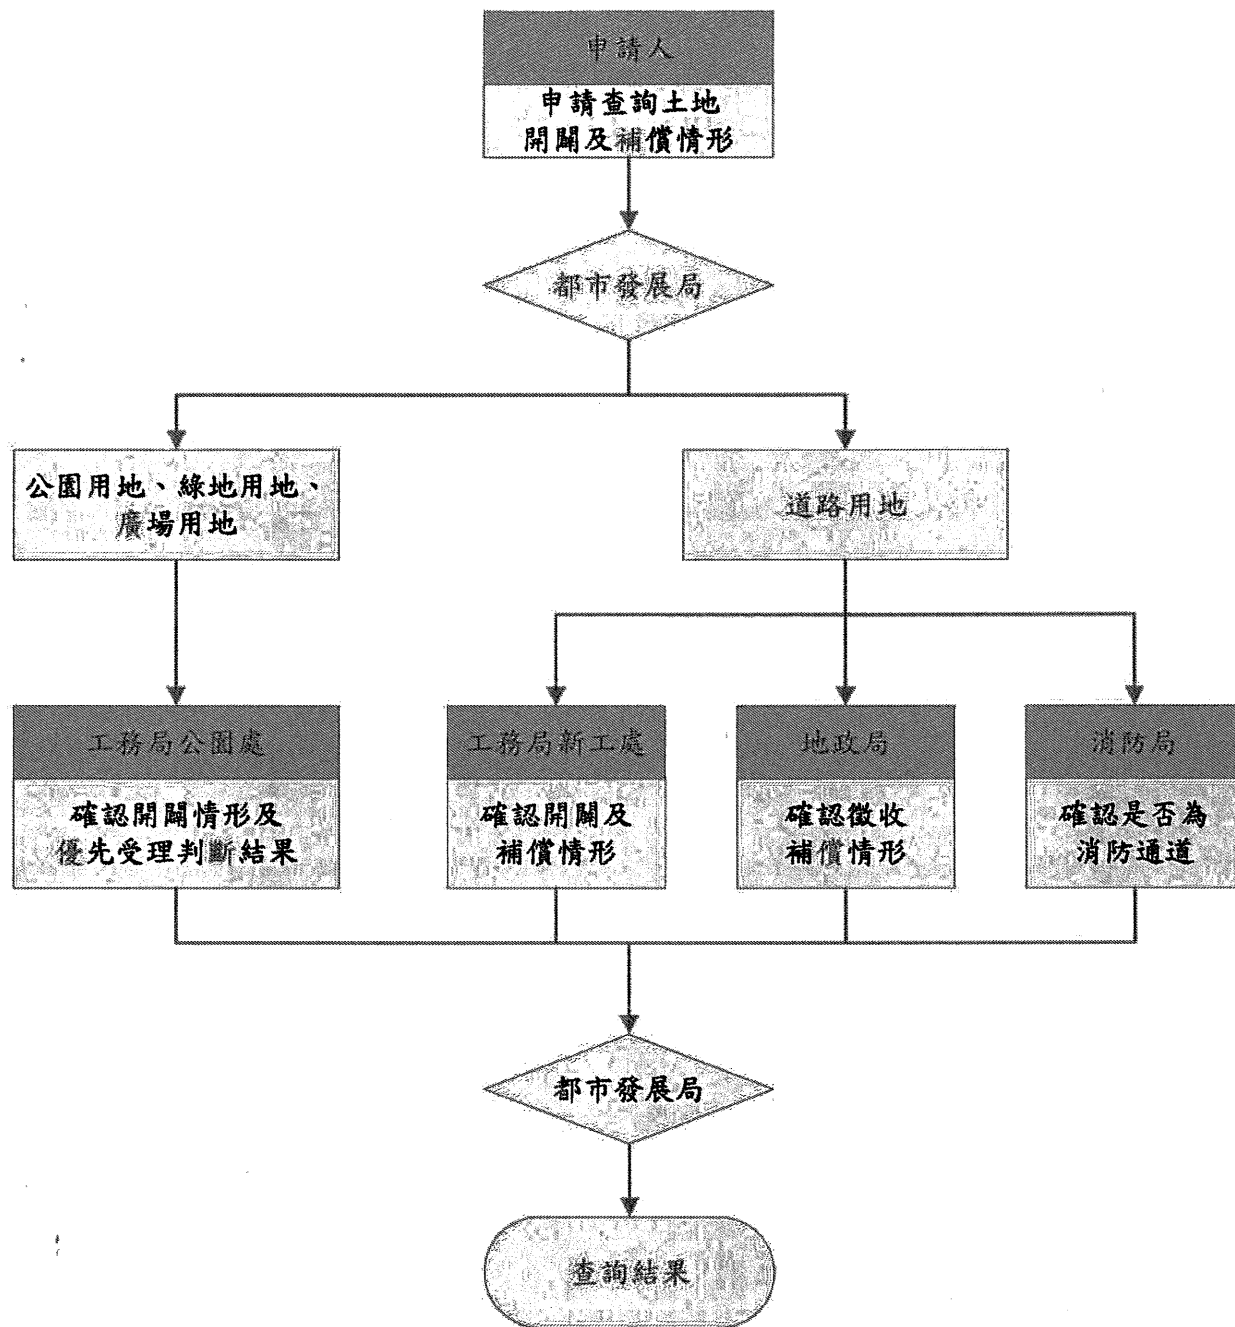 申請人
申請查詢土地
開闢及補償情形
都市發展局
公園用地、綠地用地、
廣場用地
道路用地
工務局公園處
確認開闢情形及
優先受理判斷結果
工務局新工處
確認開闢及
補償情形
地政局
確認徵收
補償情形
消防局
確認是否為
消防通道
都市發展局
查詢結果